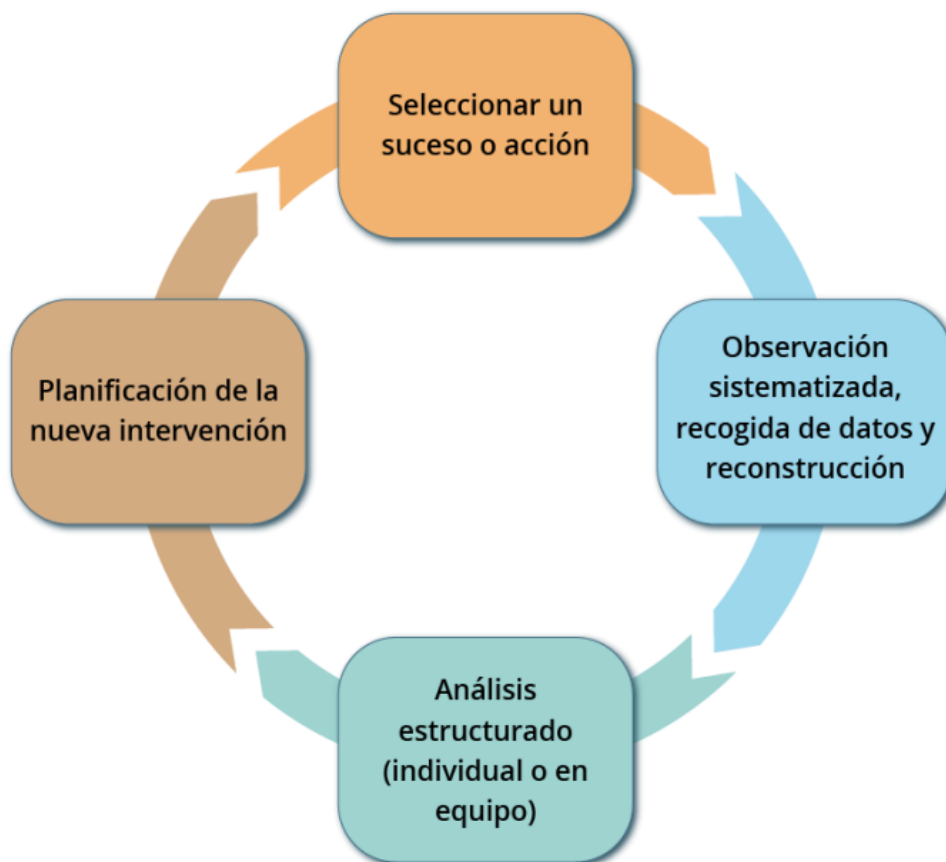 Seleccionar un
suceso o acción
Observación
sistematizada,
recogida de datos y
reconstrucción
Análisis
estructurado
(individual o en
equipo)
Planificación de la
nueva intervención